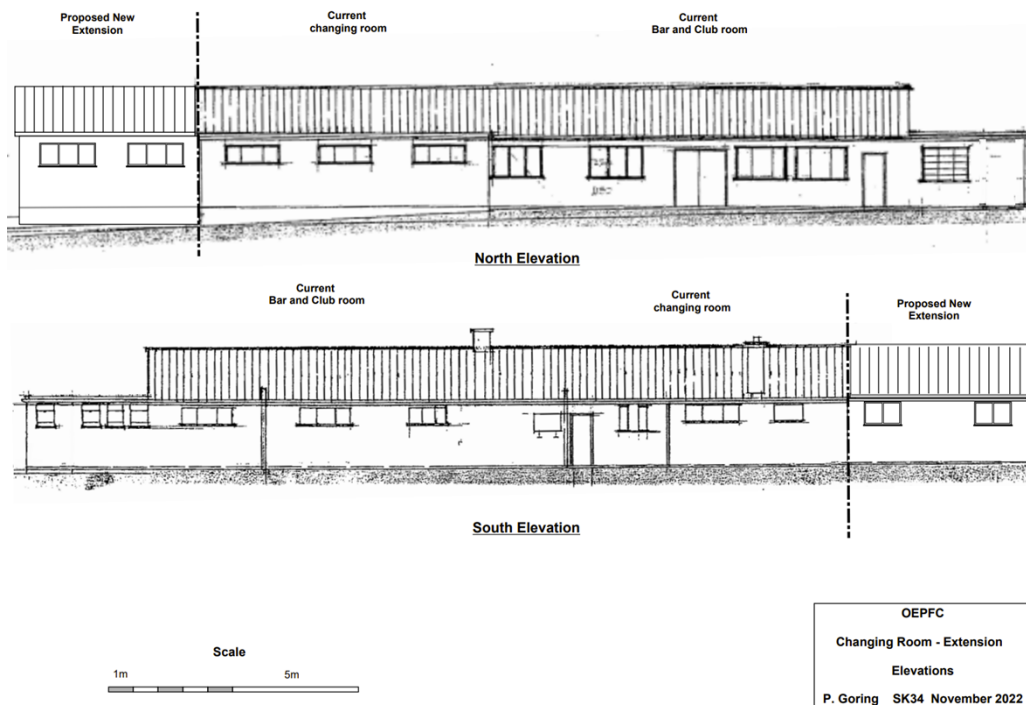 Proposed New
Extension
Current
changing room
Current
Bar and Club room
North Elevation
Current
Bar and Club room
Current
changing room
Proposed New
Extension
South Elevation
Scale
1m
5m
OEPFC
Changing Room - Extension
Elevations
P. Goring SK34 November 2022